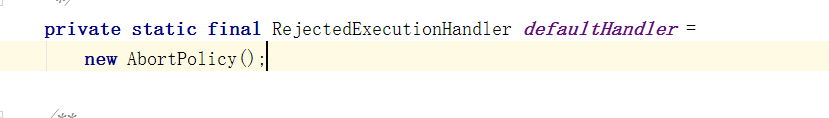 */
private static final RejectedExecutionHandler defaultHandler =
new AbortPolicy();
/**